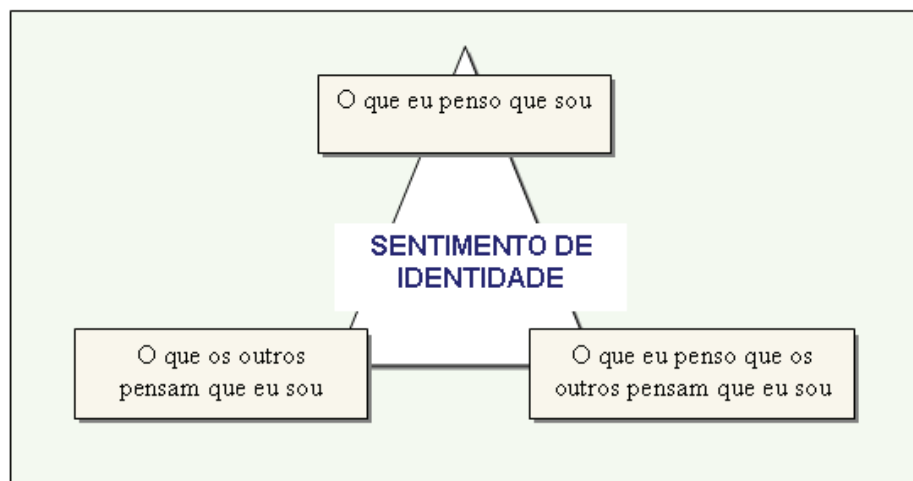 O que eu penso que sou
SENTIMENTO DE
IDENTIDADE
O que os outros
pensam que eu sou
O que eu penso que os
outros pensam que eu sou